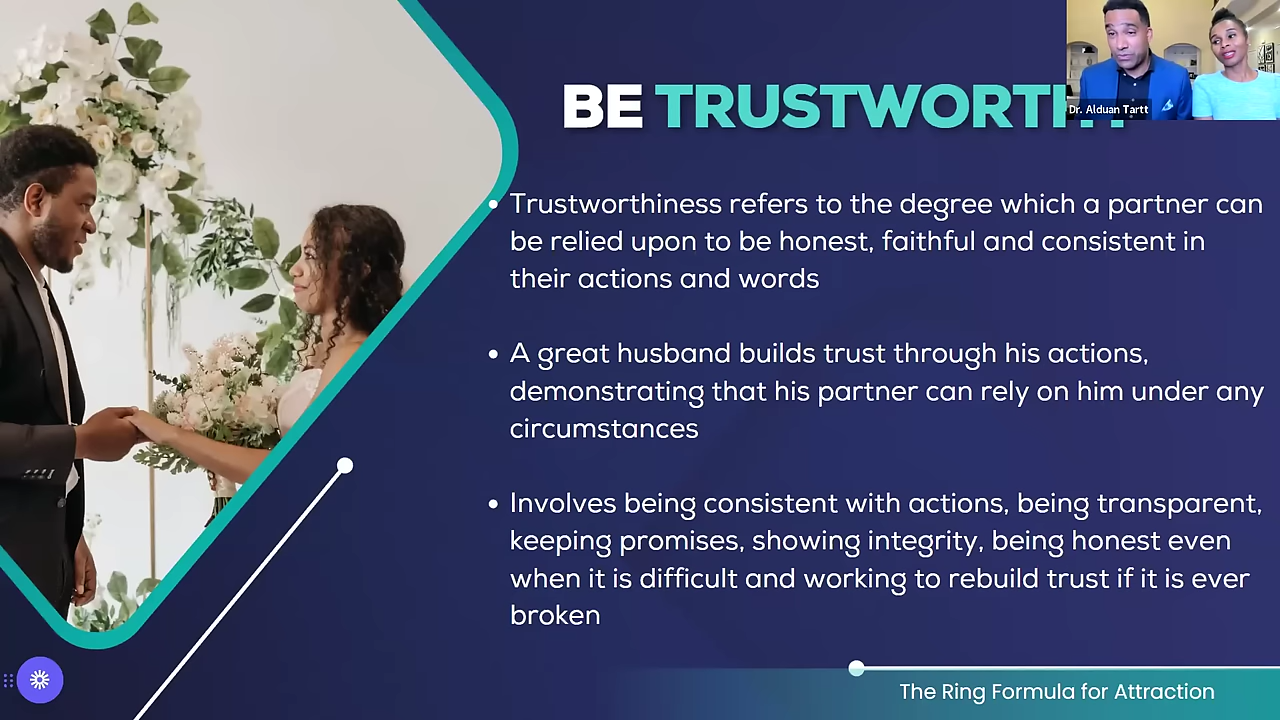 BE TRUSTWORTHY
Dr. Alduan Tartt
Trustworthiness refers to the degree which a partner can
be relied upon to be honest, faithful and consistent in
their actions and words
A great husband builds trust through his actions,
demonstrating that his partner can rely on him under any
circumstances
Involves being consistent with actions, being transparent,
keeping promises, showing integrity, being honest even
when it is difficult and working to rebuild trust if it is ever
broken
The Ring Formula for Attraction